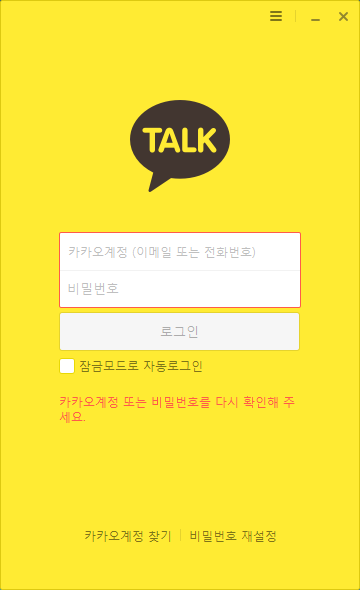 TALK
카카오계정 (이메일 또는 전화번호)
비밀번호
로그인
잠금모드로 자동로그인
카카오계정 또는 비밀번호를 다시 확인해 주
세요.
카카오계정 찾기 | 비밀번호 재설정